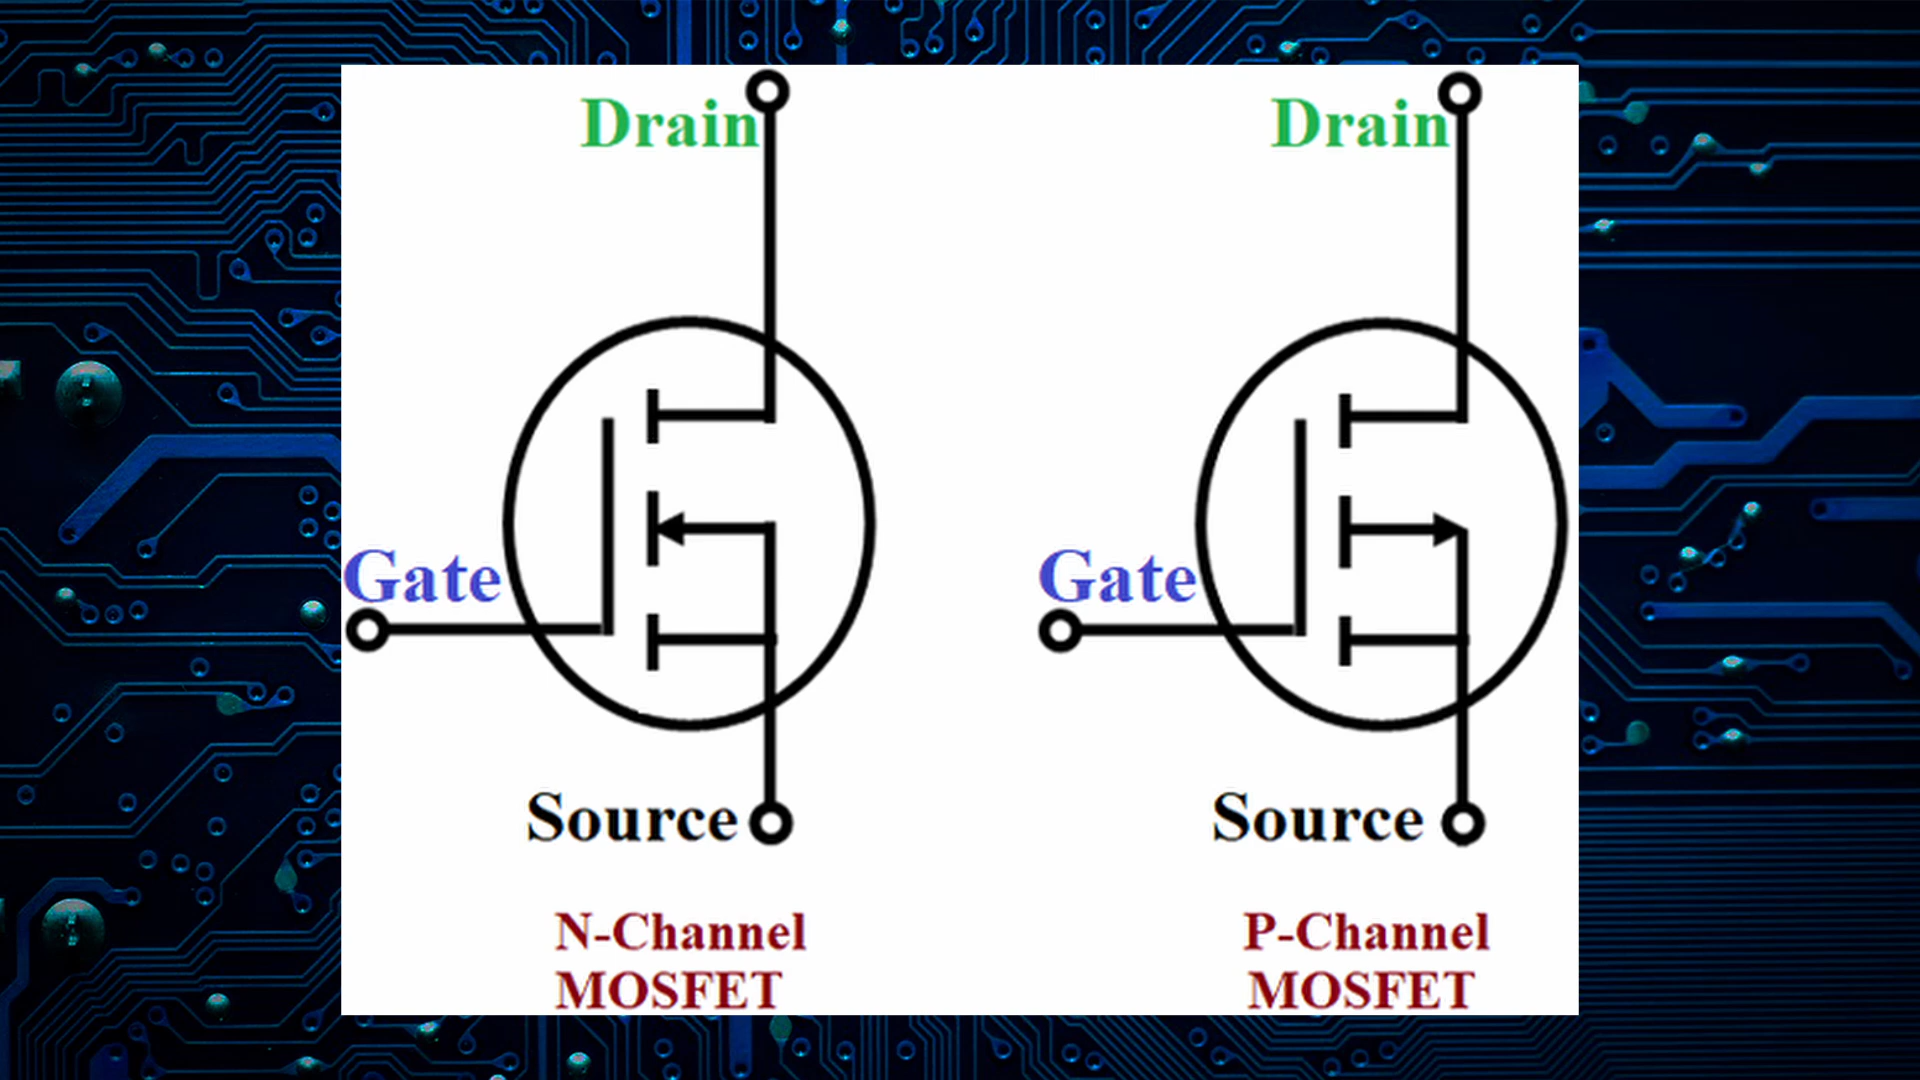 Drain
Drain
Gate
Gate
Source
Source
N-Channel
MOSFET
P-Channel
MOSFET